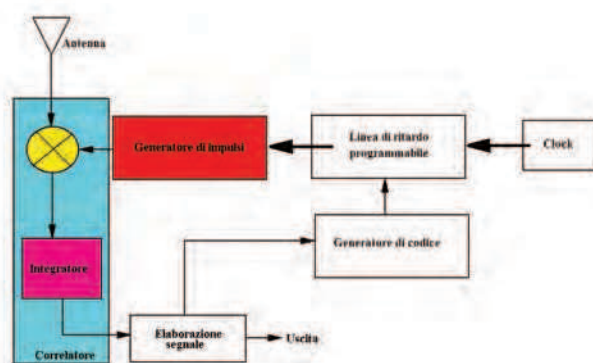 Antenna
Generatore di impulsi
Linea di ritardo
programmabile
Clock
Generatore di codice
Integratore
Correlatore
Elaborazione
segnale
Uscita